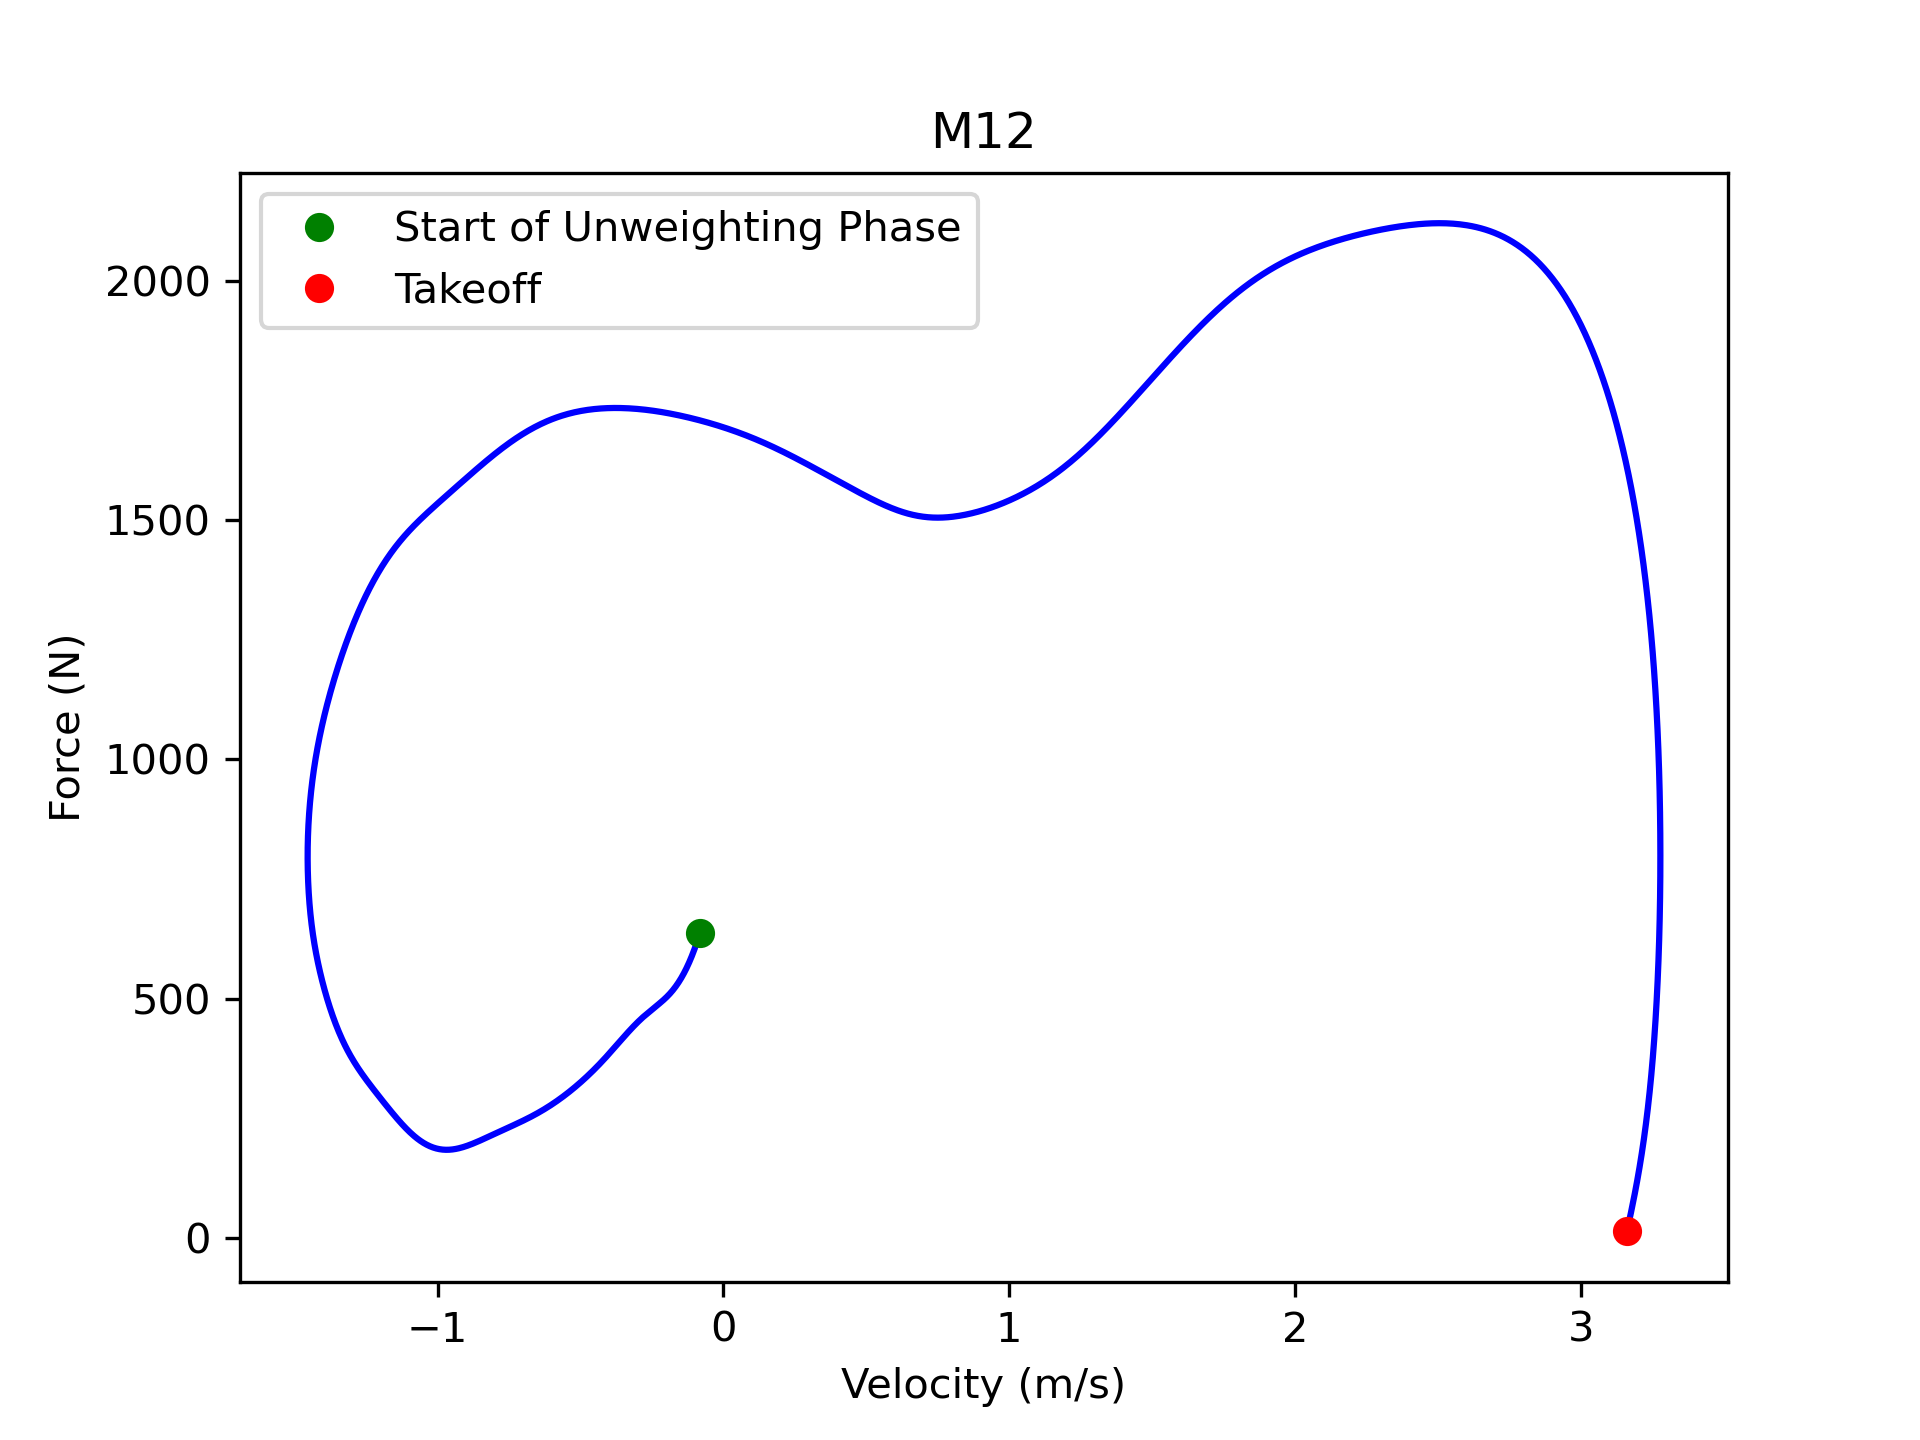 M12
Start of Unweighting Phase
Takeoff
2000
1500
1000
500
0
Force (N)
−1
0
1
2
3
Velocity (m/s)